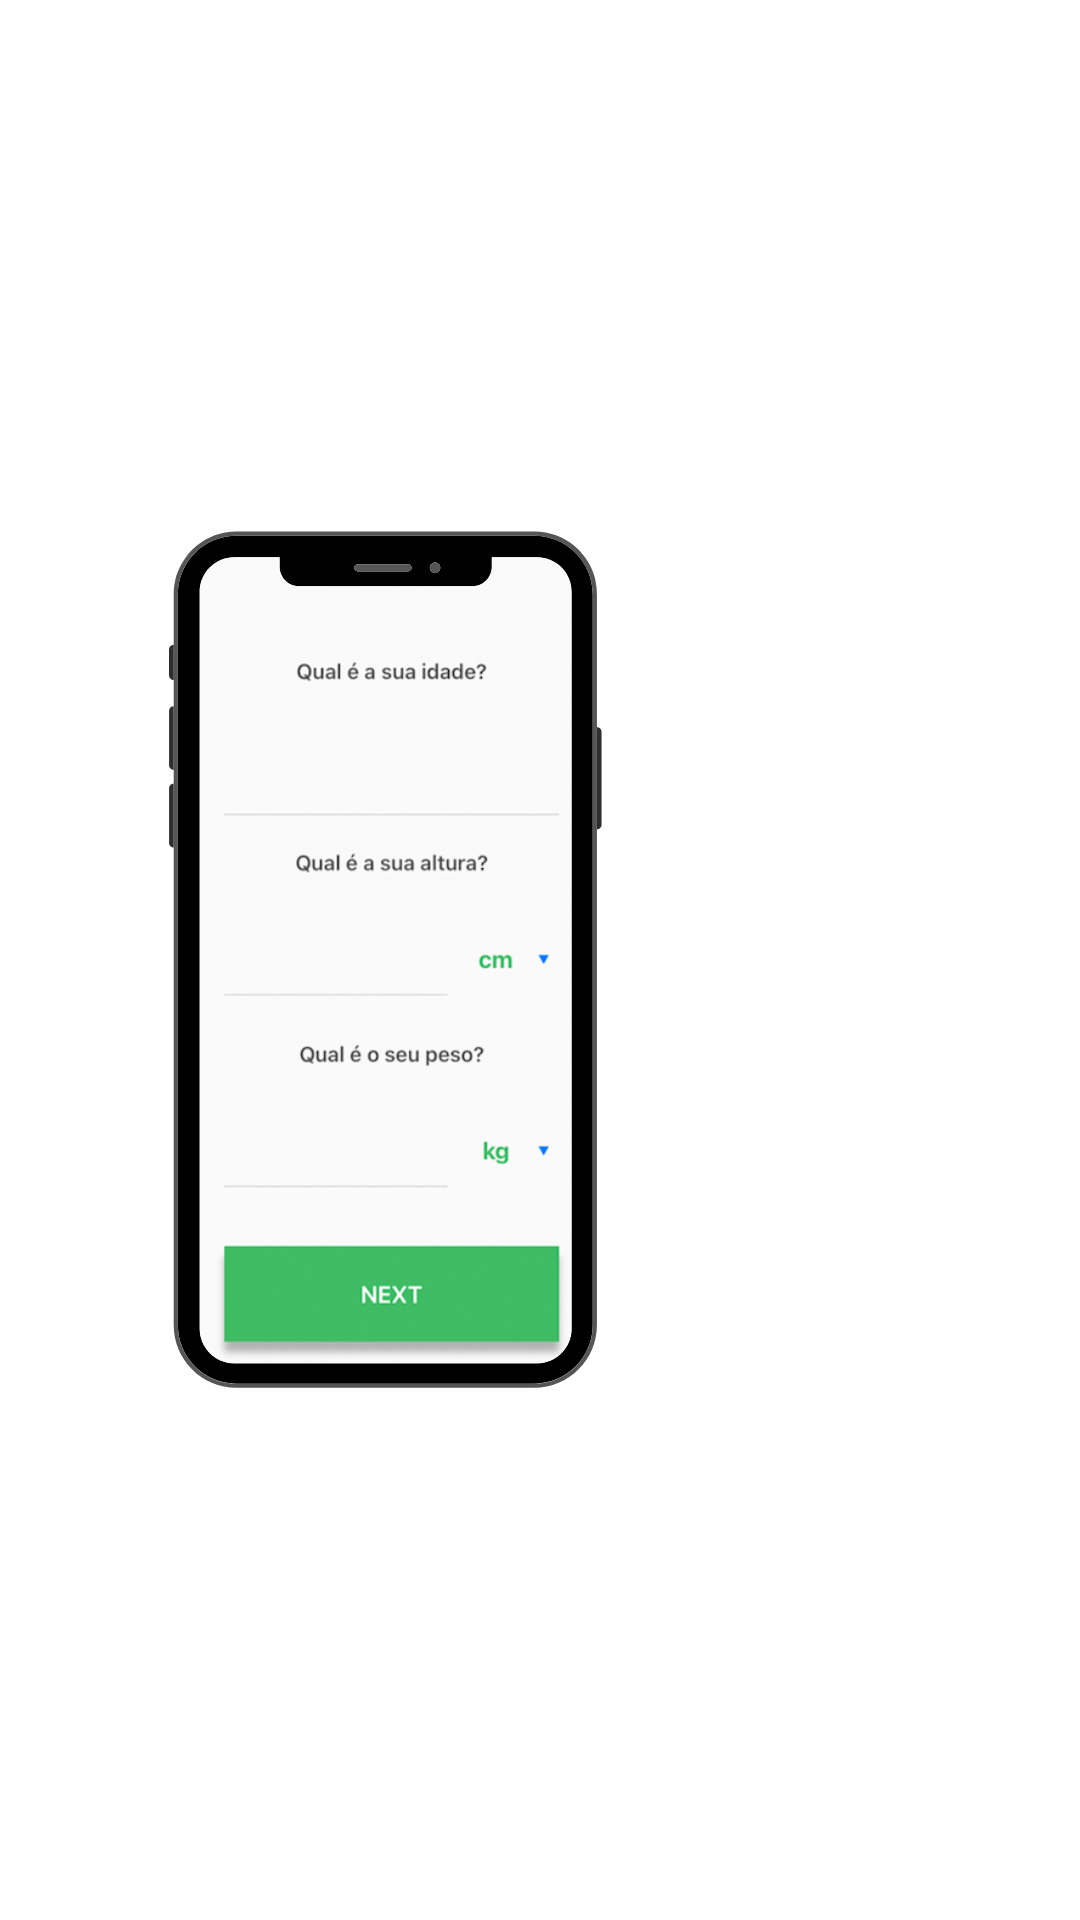 Qual é a sua idade?
Qual é a sua altura?
cm
Qual é o seu peso?
kg
NEXT